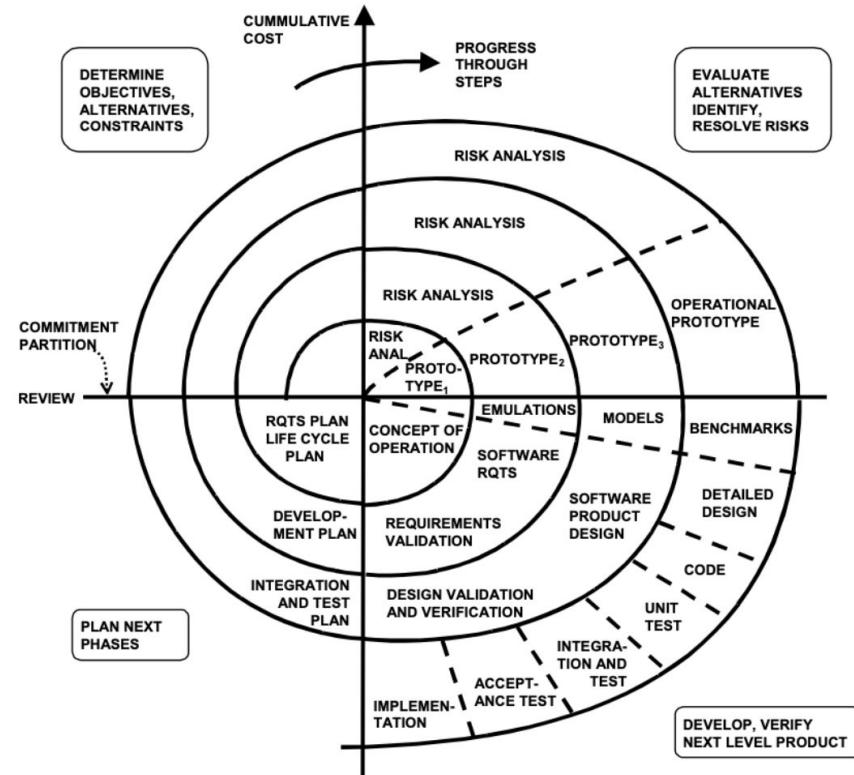 CUMMULATIVE
COST
PROGRESS
THROUGH
STEPS
DETERMINE
OBJECTIVES,
ALTERNATIVES,
CONSTRAINTS
EVALUATE
ALTERNATIVES
IDENTIFY,
RESOLVE RISKS
RISK ANALYSIS
RISK ANALYSIS
RISK ANALYSIS
RISK
ANAL.
PROTO-
TYPE1
PROTOTYPE2
PROTOTYPE3
OPERATIONAL
PROTOTYPE
COMMITMENT
PARTITION
REVIEW
RQTS PLAN
LIFE CYCLE
PLAN
CONCEPT OF
OPERATION
EMULATIONS
MODELS
BENCHMARKS
SOFTWARE
RQTS
SOFTWARE
PRODUCT
DESIGN
DETAILED
DESIGN
DEVELOP-
MENT PLAN
REQUIREMENTS
VALIDATION
CODE
INTEGRATION
AND TEST
PLAN
DESIGN VALIDATION
AND VERIFICATION
UNIT
TEST
PLAN NEXT
PHASES
INTEGRA-
TION AND
TEST
ACCEPT-
ANCE TEST
IMPLEMEN-
TATION
DEVELOP, VERIFY
NEXT LEVEL PRODUCT